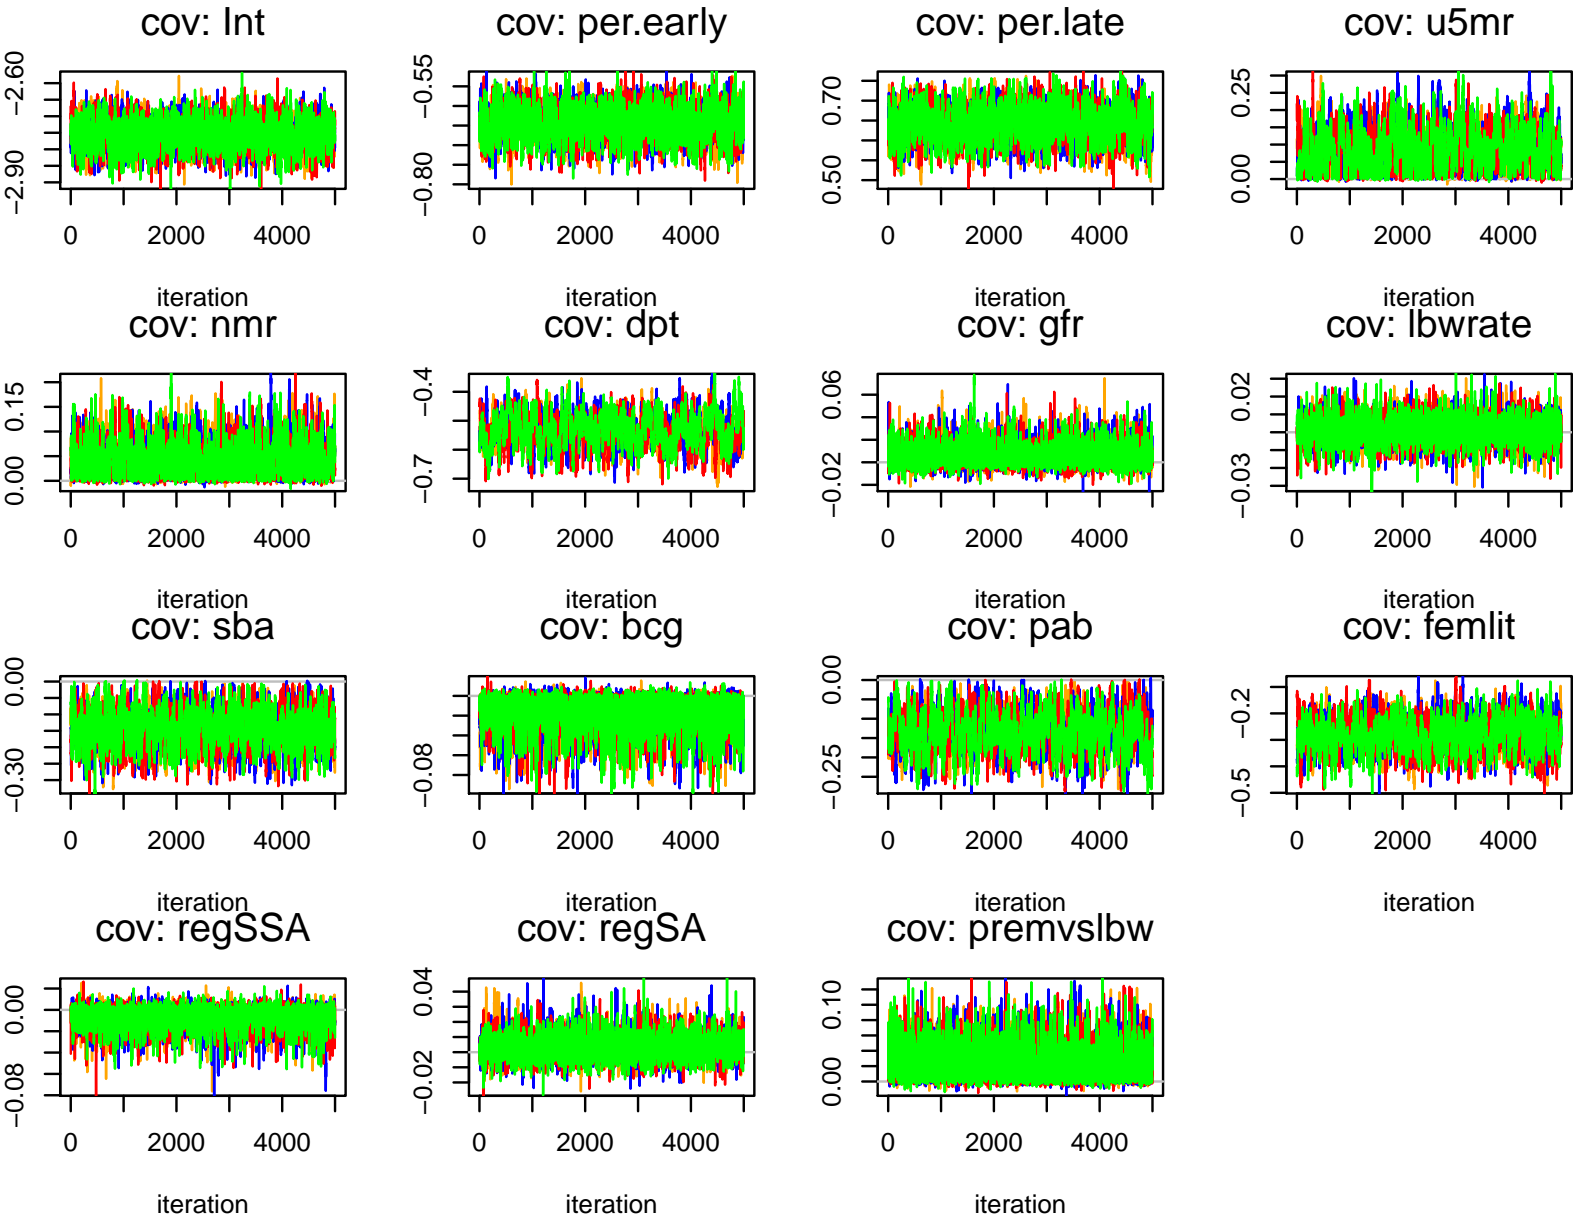 cov: Int
cov: per.early
cov: per.late
cov: u5mr
−2.60
−2.90
−0.55
−0.80
0.70
0.50
0.25
0.00
0 2000 4000
0 2000 4000
0 2000 4000
0 2000 4000
iteration
iteration
iteration
iteration
cov: nmr
cov: dpt
cov: gfr
cov: lbwrate
0.15
0.00
−0.4
−0.7
0.06
−0.02
0.02
−0.03
0 2000 4000
0 2000 4000
0 2000 4000
0 2000 4000
iteration
iteration
iteration
iteration
cov: sba
cov: bcg
cov: pab
cov: femlit
0.00
−0.30
−0.08
0.00
−0.25
−0.2
−0.5
0 2000 4000
0 2000 4000
0 2000 4000
0 2000 4000
iteration
iteration
iteration
iteration
cov: regSSA
cov: regSA
cov: premvslbw
0.00
−0.08
0.04
−0.02
0.10
0.00
0 2000 4000
0 2000 4000
0 2000 4000
iteration
iteration
iteration